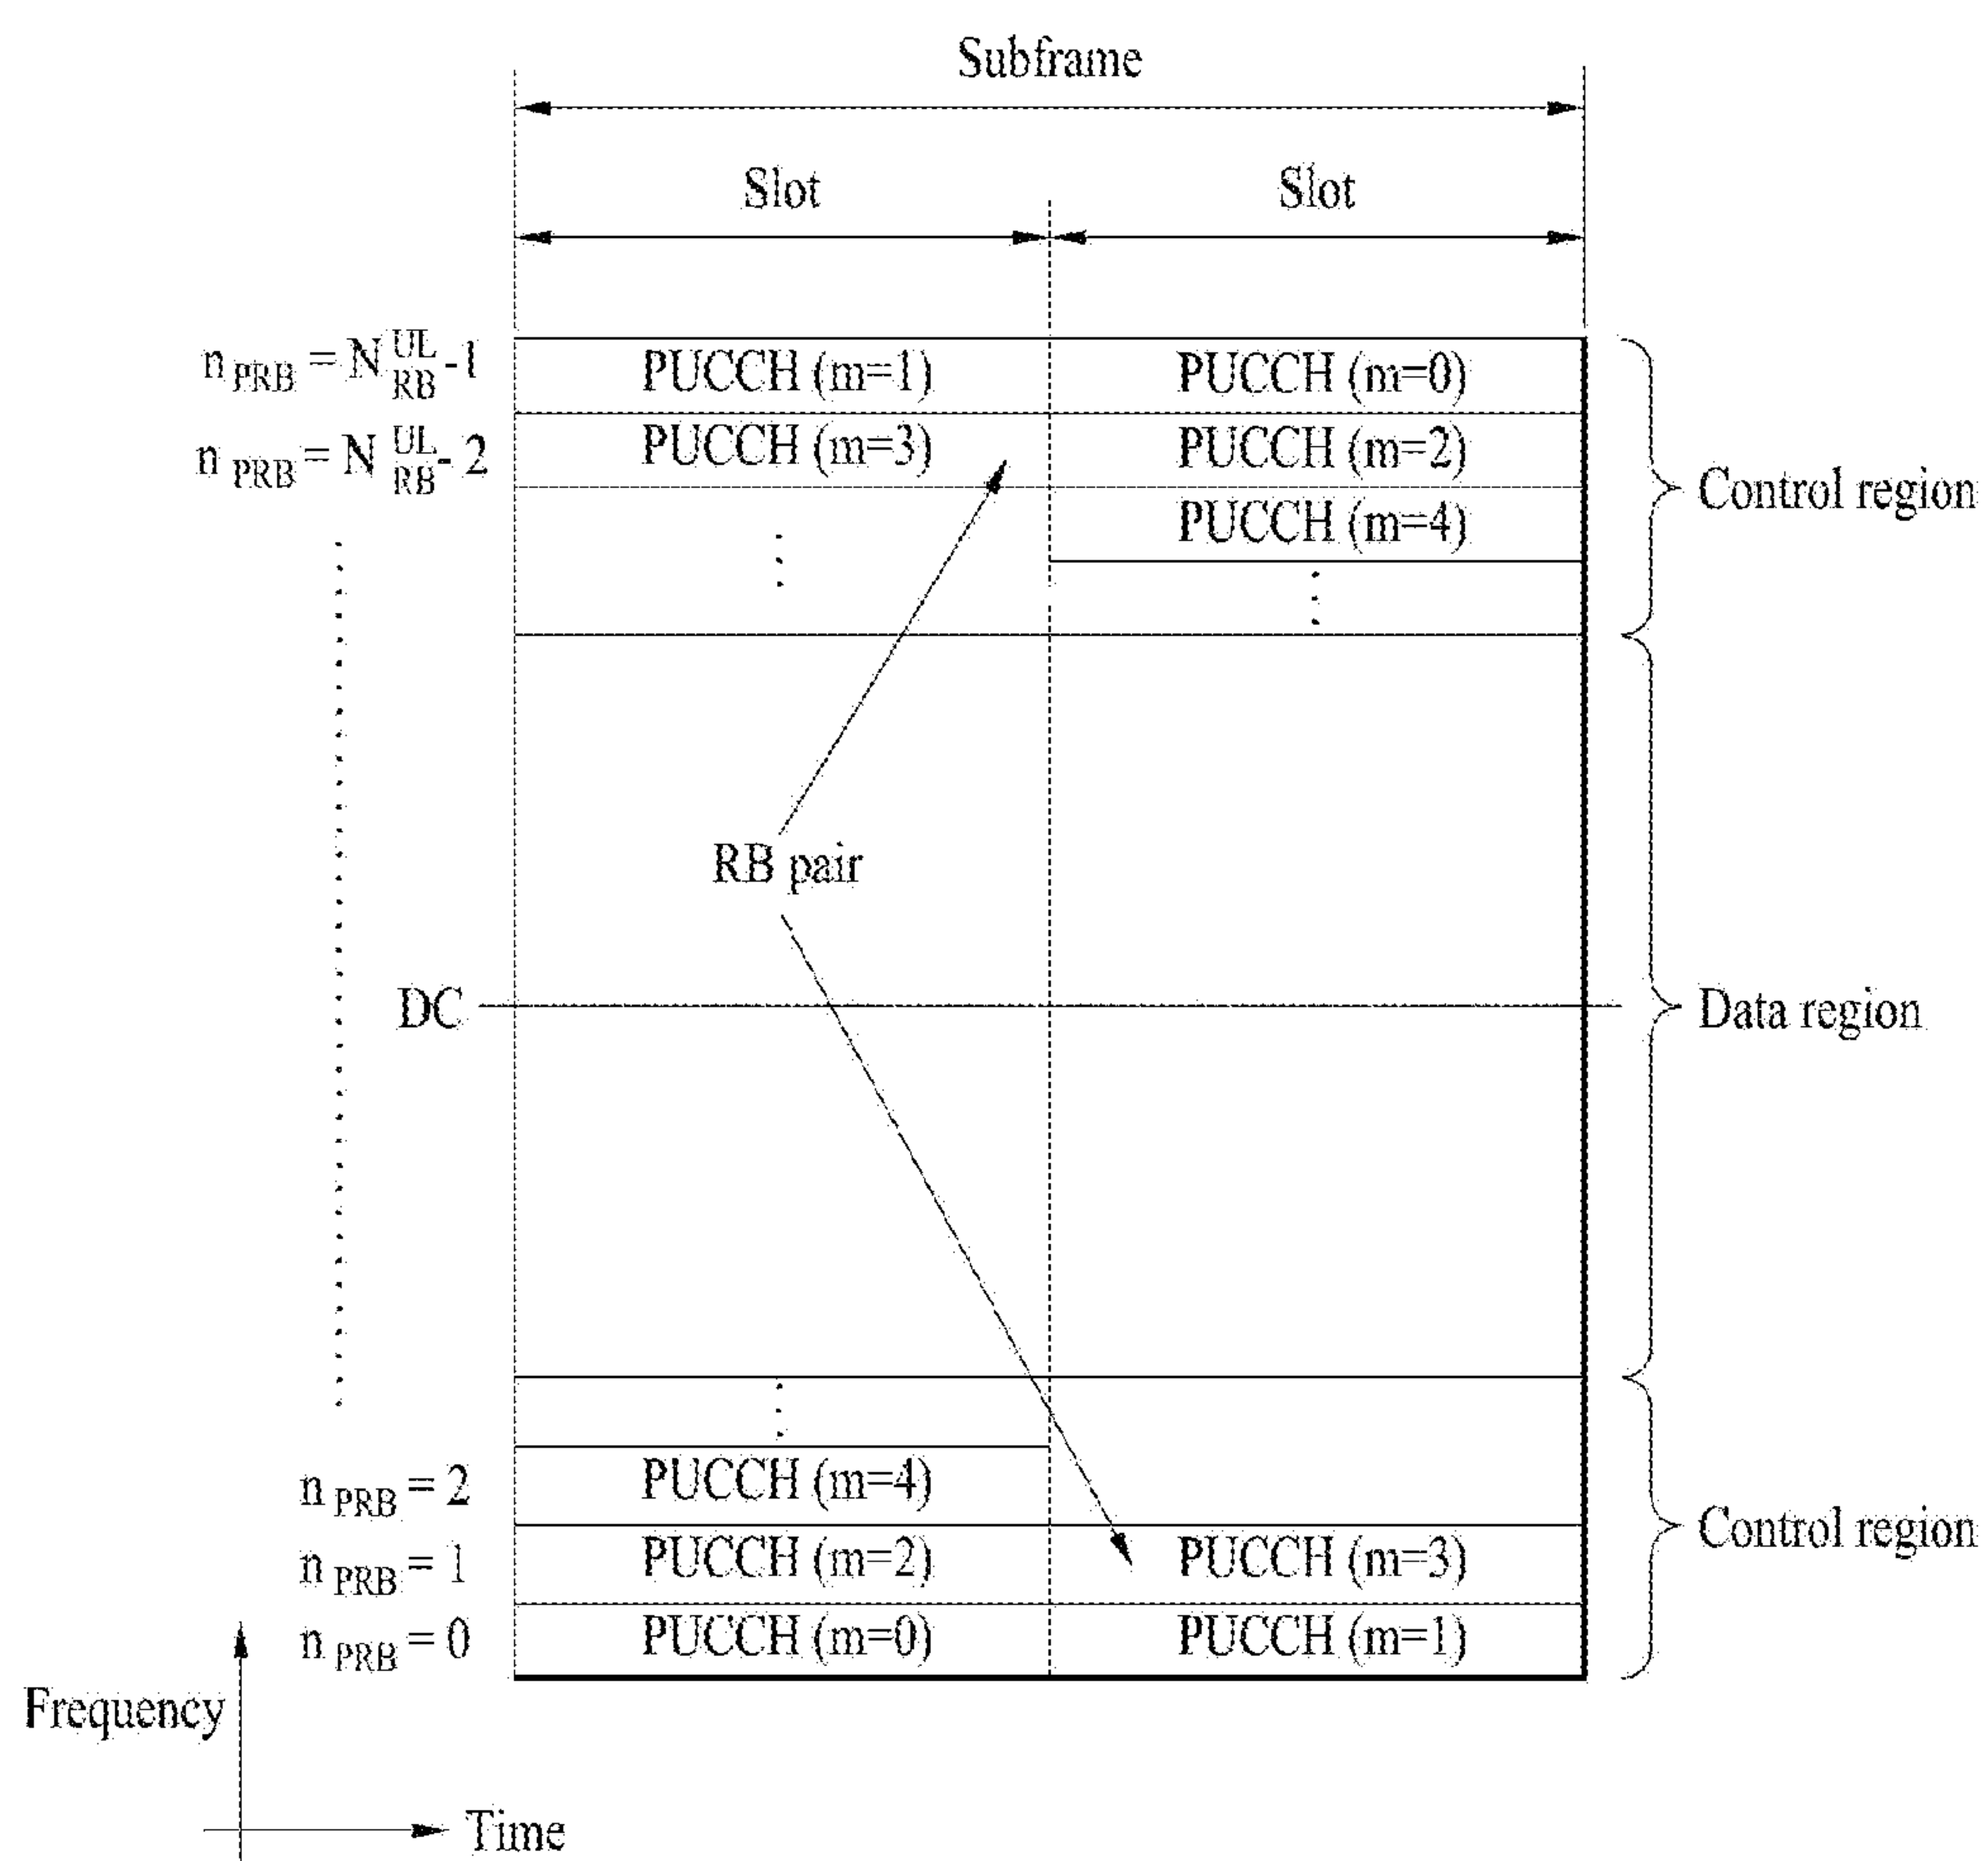 Subframe
Slot Slot
n PRB = N UL RB -1 PUCCH (m=1) PUCCH (m=0)
n PRB = N UL RB - 2 PUCCH (m=3) PUCCH (m=2)
Control region
PUCCH (m=4)
RB pair
DC
Data region
n PRB = 2 PUCCH (m=4)
Control region
n PRB = 1 PUCCH (m=2) PUCCH (m=3)
n PRB = 0 PUCCH (m=0) PUCCH (m=1)
Frequency
Time